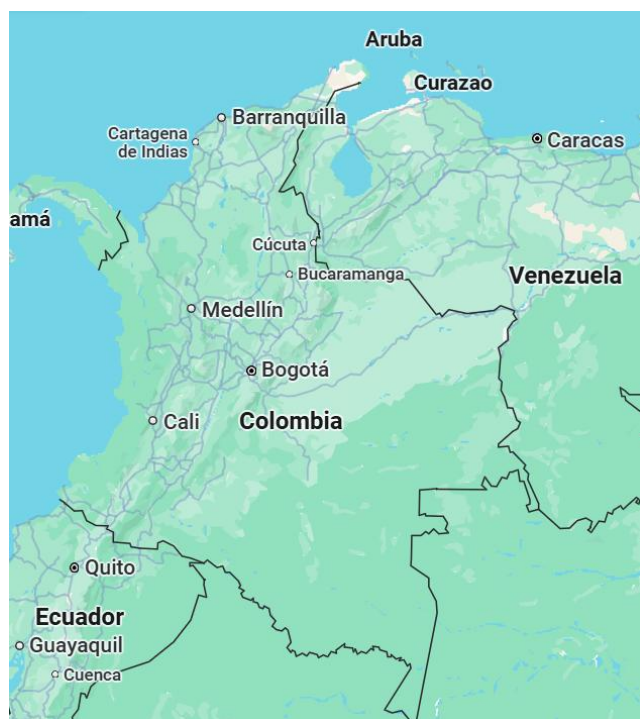 Aruba
Curazao
Barranquilla
Cartagena
de Indias
Caracas
amá
Cúcuta
Bucaramanga
Venezuela
Medellín
Bogotá
Cali
Colombia
Quito
Ecuador
Guayaquil
Cuenca